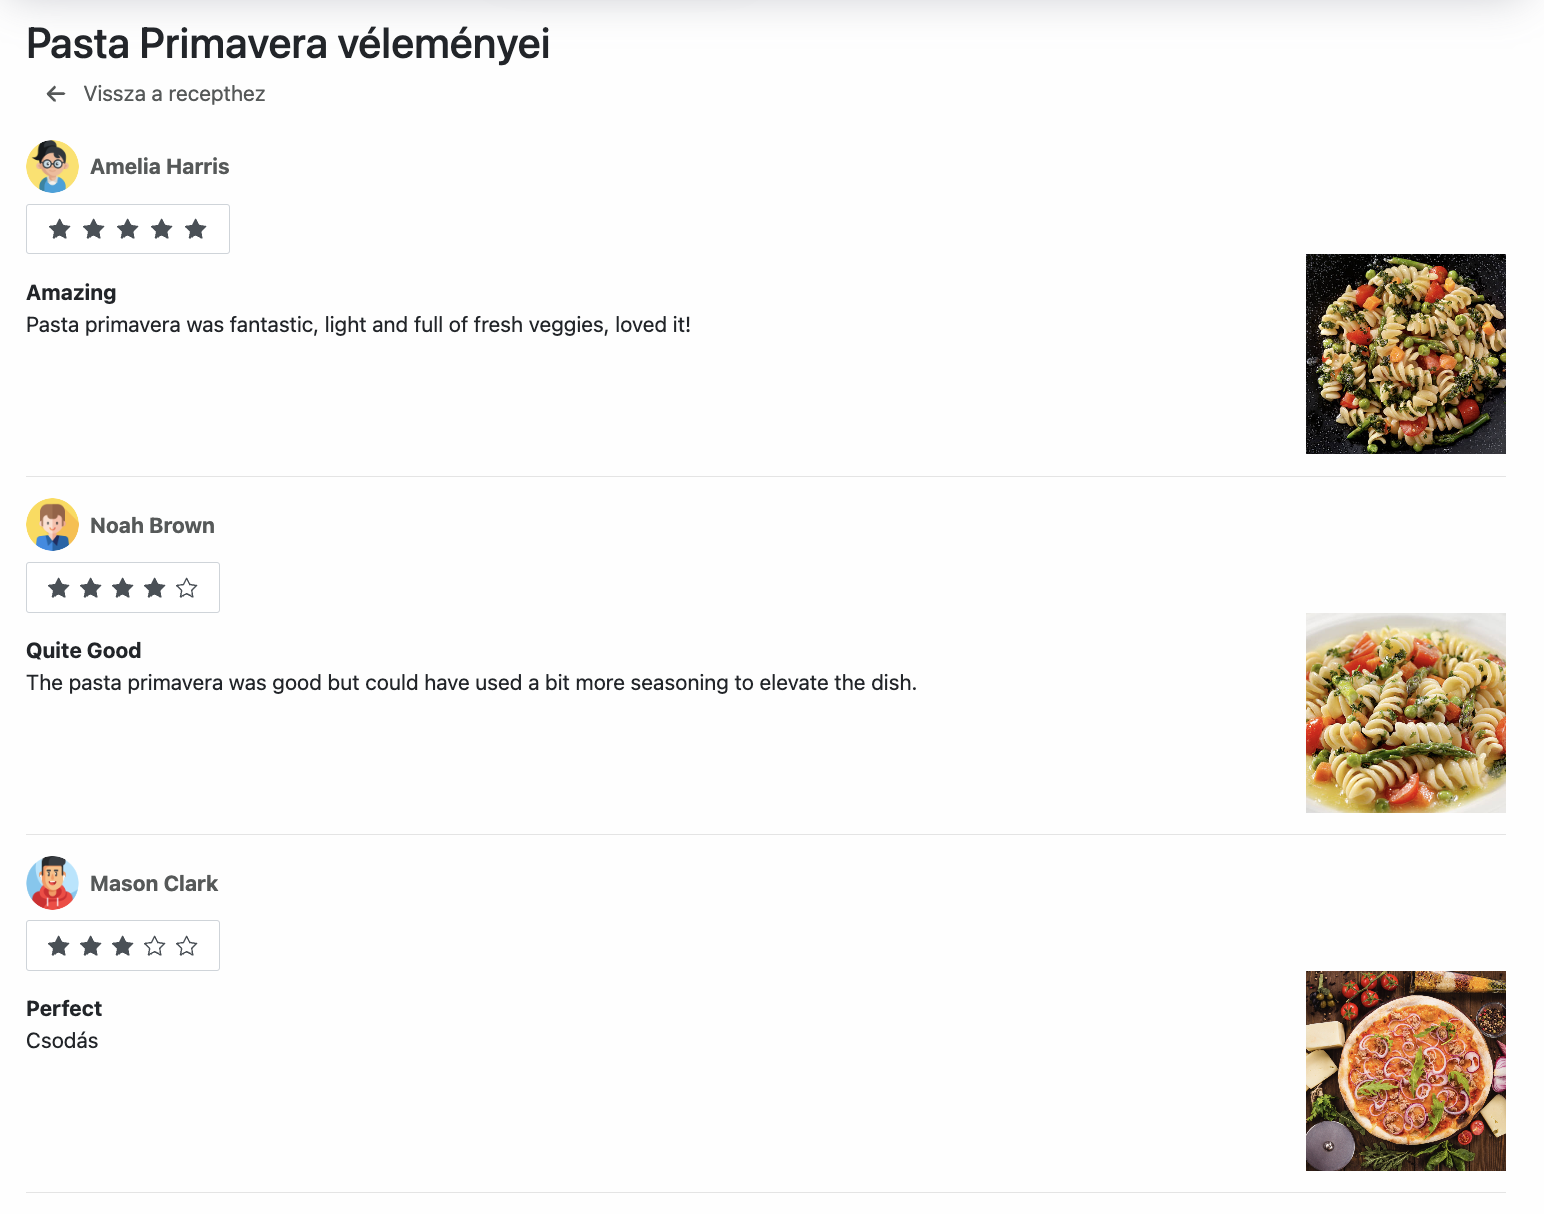 Pasta Primavera véleményei
Vissza a recepthez
Amelia Harris
Amazing
Pasta primavera was fantastic, light and full of fresh veggies, loved it!
Noah Brown
Quite Good
The pasta primavera was good but could have used a bit more seasoning to elevate the dish.
Mason Clark
Perfect
Csodás